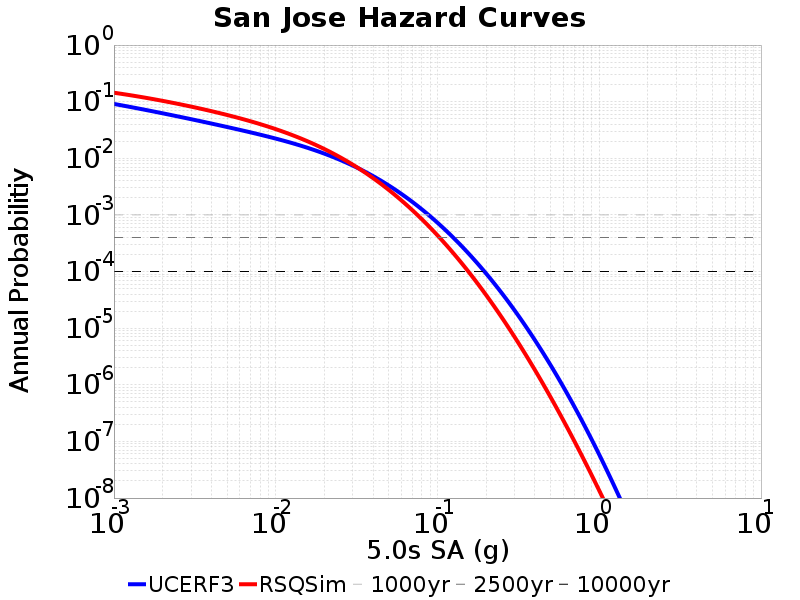 San Jose Hazard Curves
10^0
10^-1
10^-2
10^-3
10^-4
10^-5
10^-6
10^-7
10^-8
Annual Probabilitiy
10^-3 10^-2 10^-1 10^0 10^1
5.0s SA (g)
UCERF3 RSQSim 1000yr 2500yr 10000yr